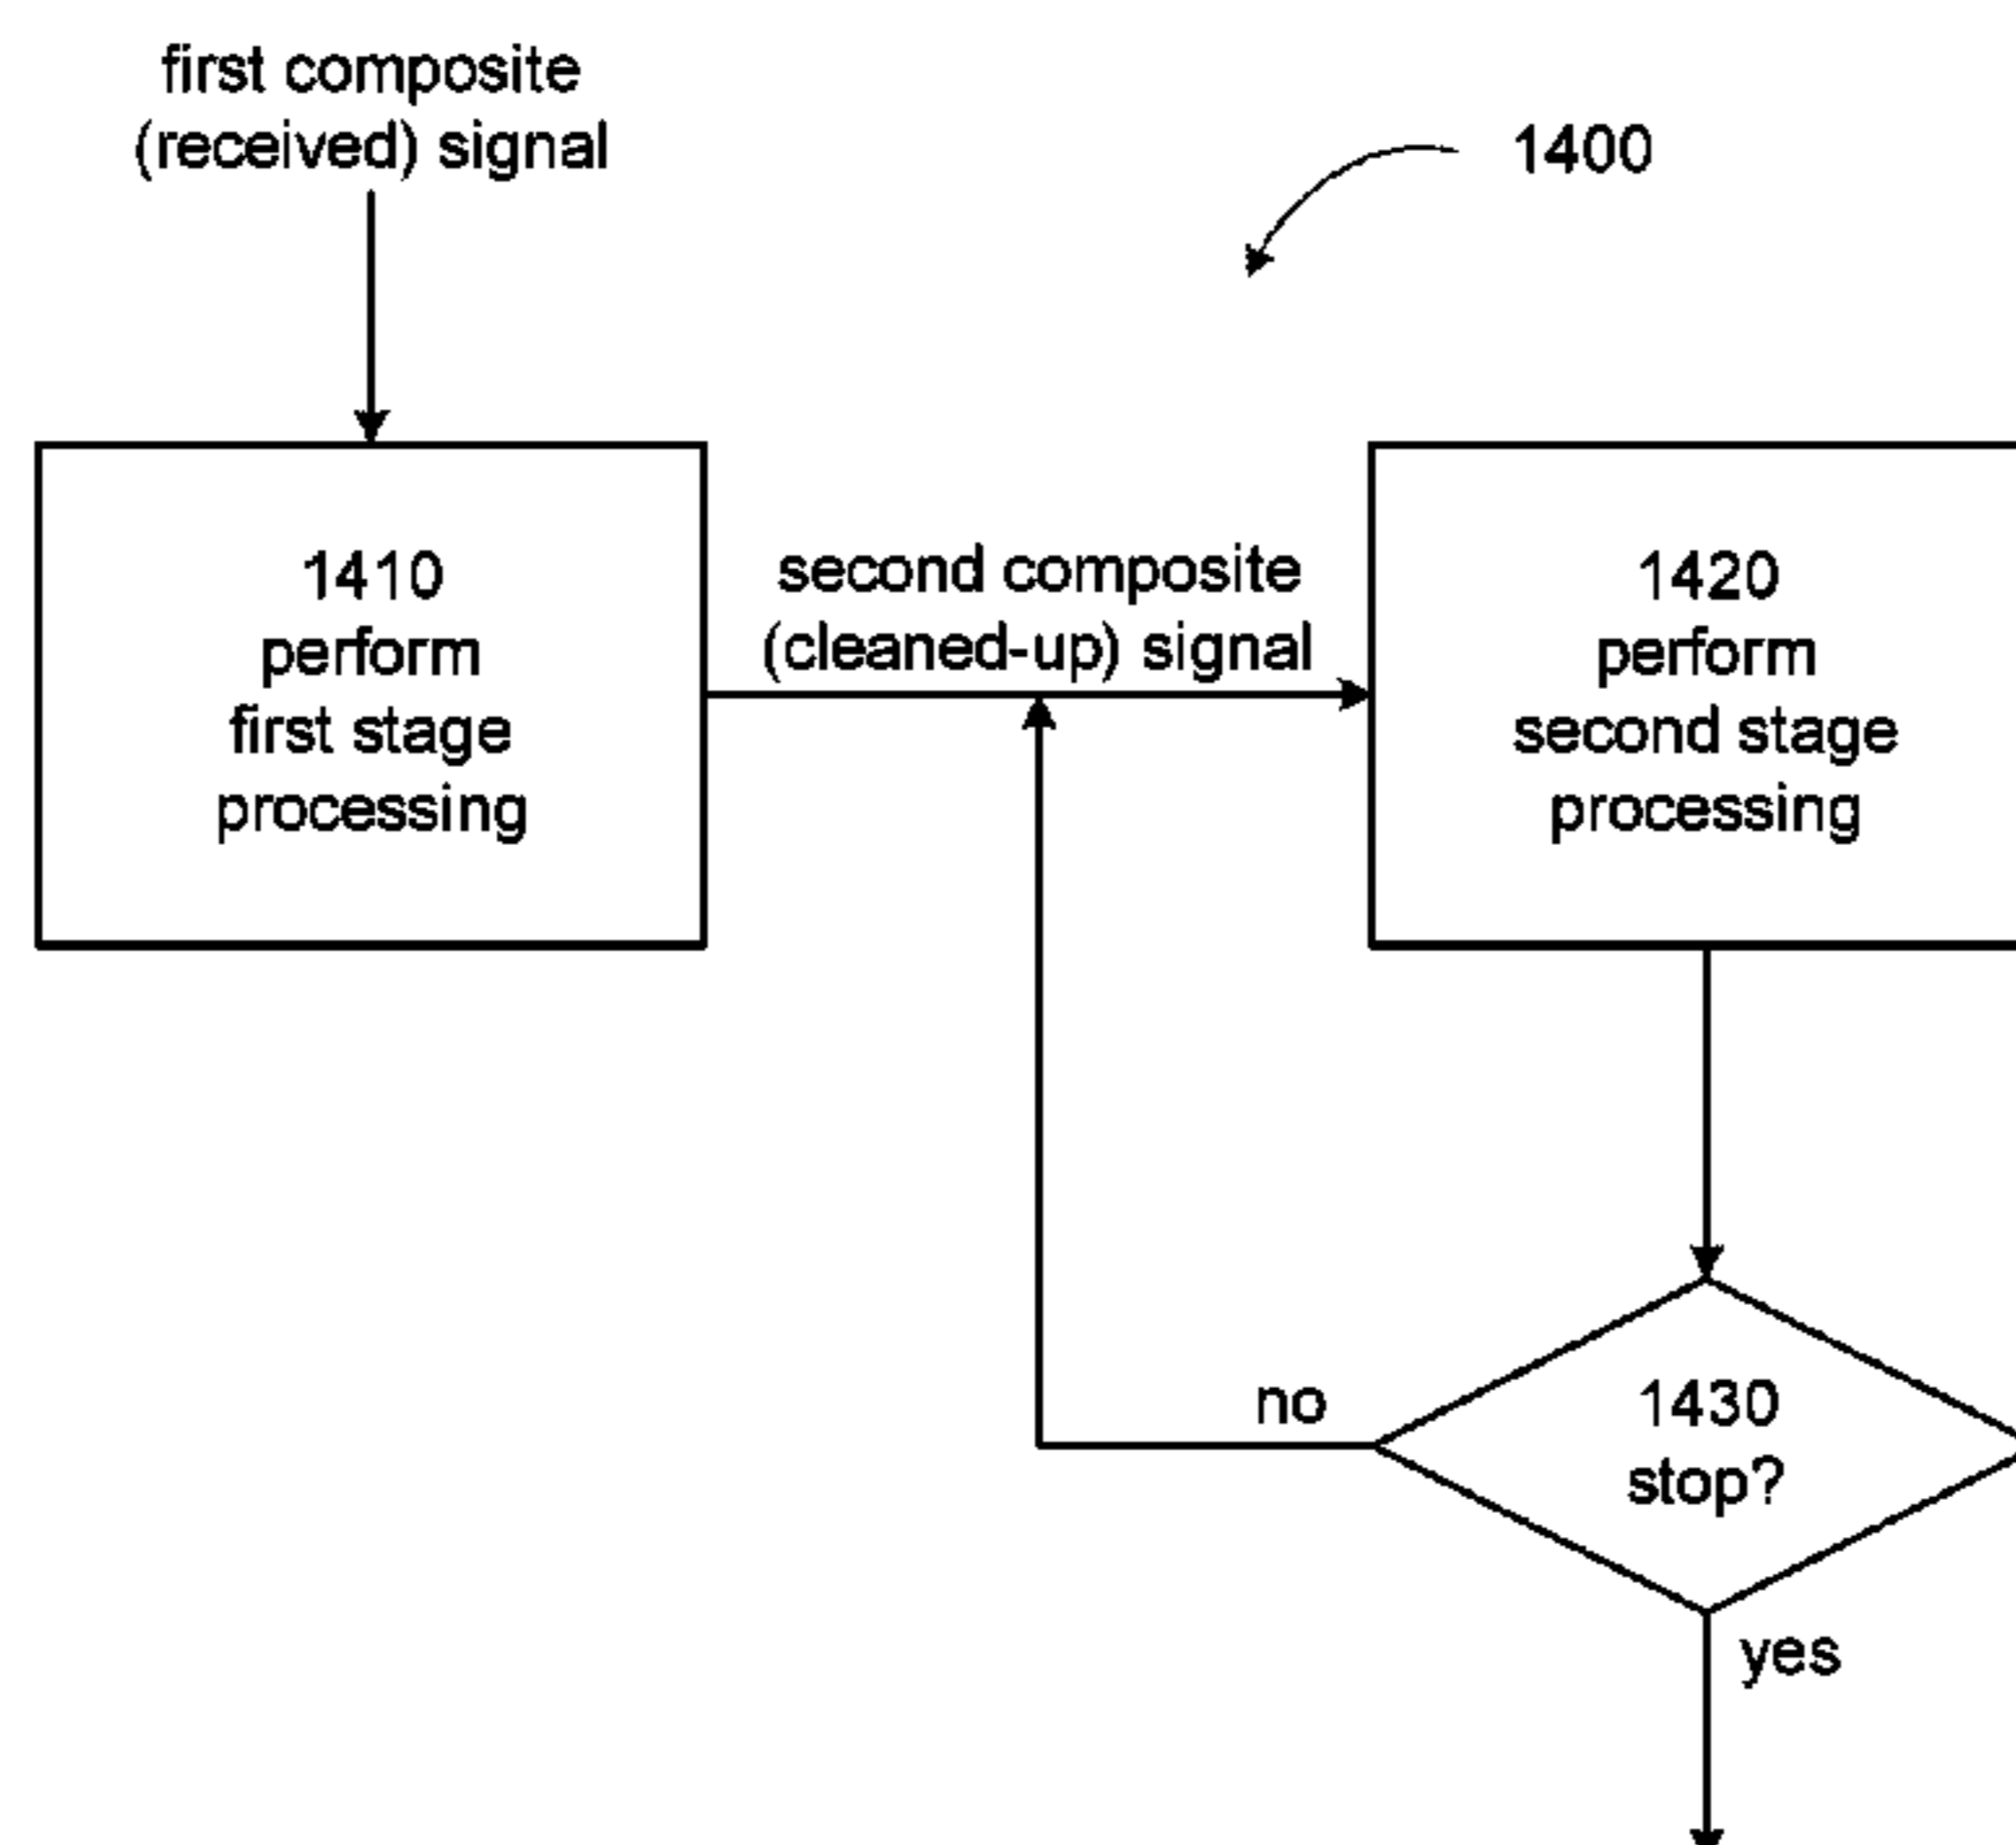 first composite
(received) signal
1400
1410
perform
first stage
processing
second composite
(cleaned-up) signal
1420
perform
second stage
processing
no
1430
stop?
yes